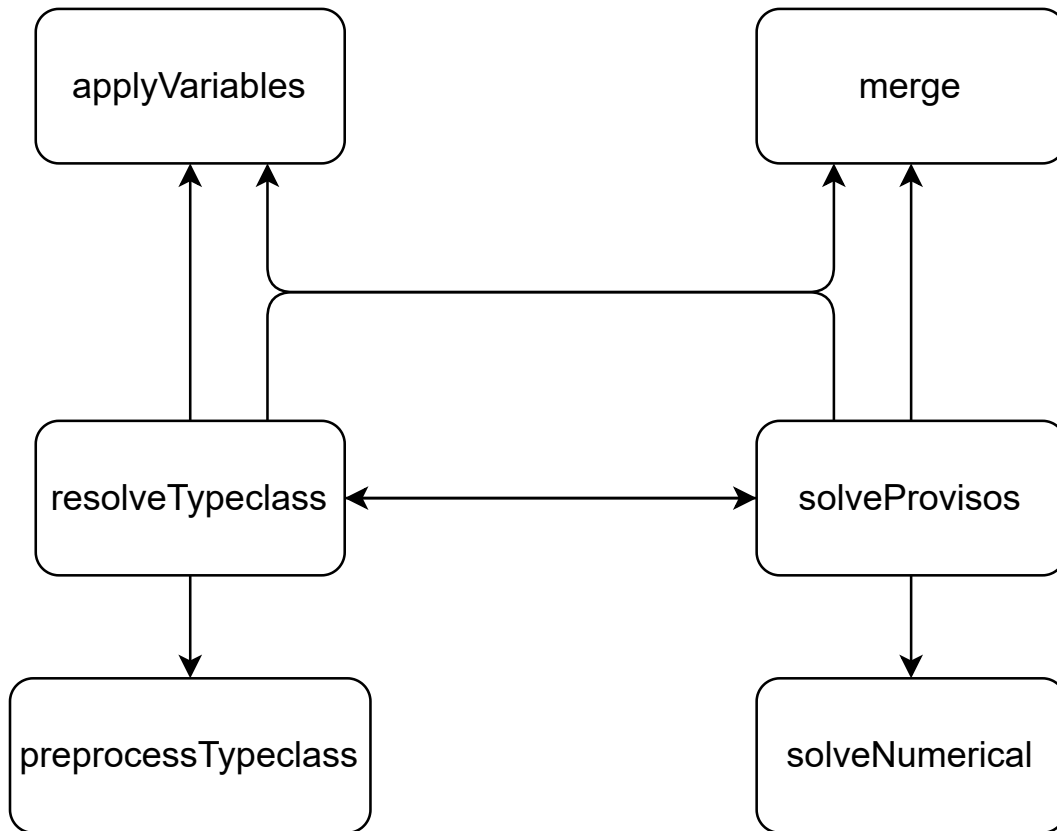 applyVariables
merge
resolveTypeclass
solveProvisos
preprocessTypeclass
solveNumerical